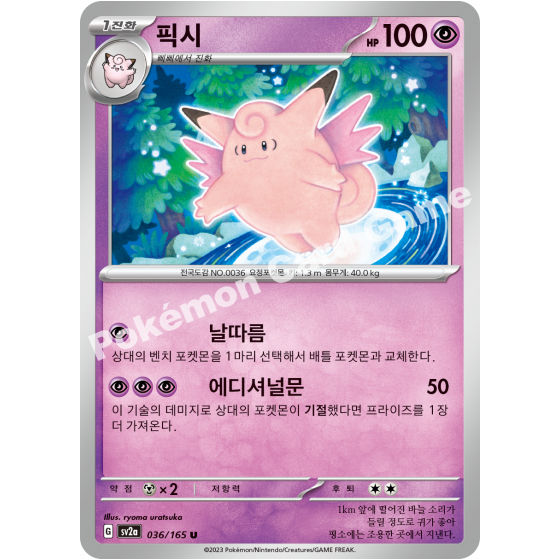 1진화
픽시
HP 100
삐삐에서 진화
전국도감 NO.0036 요정포켓몬 키: 1.3 m 몸무게: 40.0 kg
Pokémon Card Game
날따름
상대의 벤치 포켓몬을 1마리 선택해서 배틀 포켓몬과 교체한다.
에디셔널문 50
이 기술의 데미지로 상대의 포켓몬이 기절했다면 프라이즈를 1장
더 가져온다.
약점 ×2 저항력 후퇴
Illus. ryoma uratsuka
G sv2a 036/165 U
1km 앞에 떨어진 바늘 소리가
들릴 정도로 귀가 좋아
평소에는 조용한 곳에서 지낸다.
©2023 Pokémon/Nintendo/Creatures/GAME FREAK.